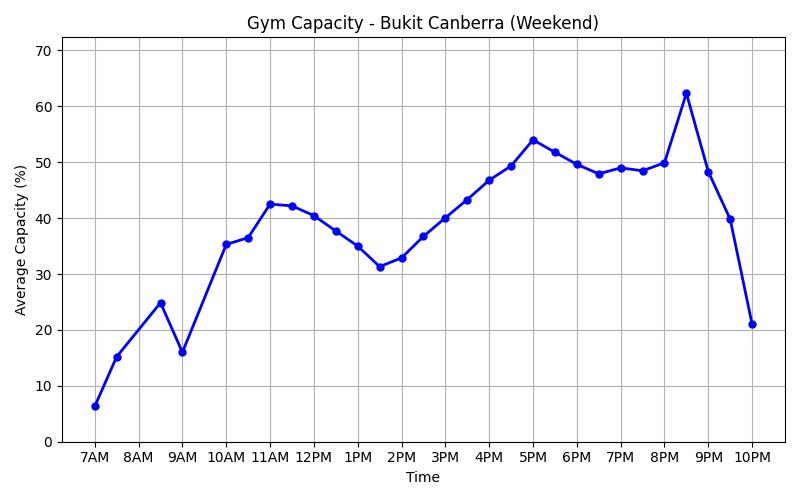 Gym Capacity - Bukit Canberra (Weekend)
Average Capacity (%)
70
60
50
40
30
20
10
0
7AM 8AM 9AM 10AM 11AM 12PM 1PM 2PM 3PM 4PM 5PM 6PM 7PM 8PM 9PM 10PM
Time